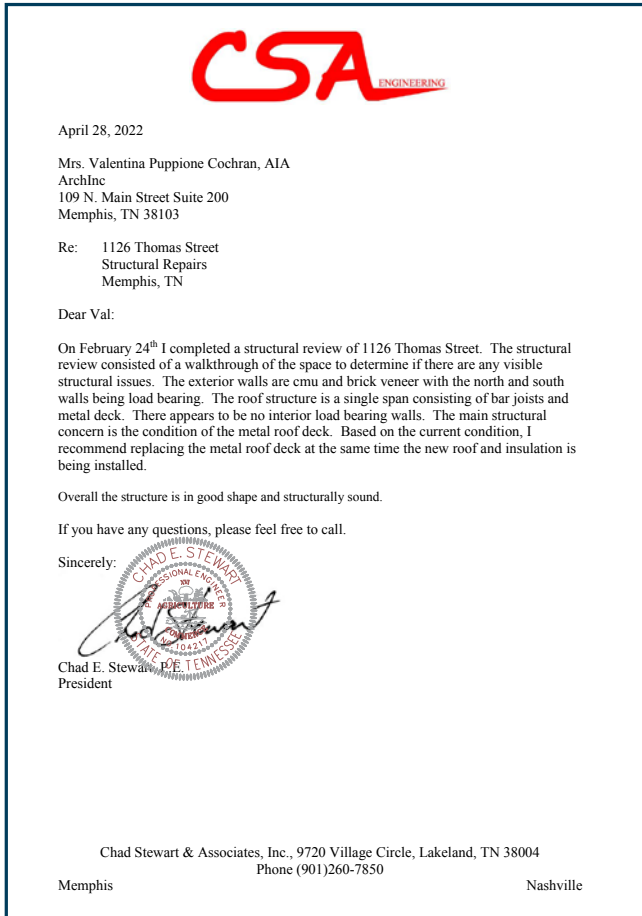 CSA ENGINEERING
April 28, 2022
Mrs. Valentina Puppione Cochran, AIA
ArchInc
109 N. Main Street Suite 200
Memphis, TN 38103
Re: 1126 Thomas Street
Structural Repairs
Memphis, TN
Dear Val:
On February 24th I completed a structural review of 1126 Thomas Street. The structural
review consisted of a walkthrough of the space to determine if there are any visible
structural issues. The exterior walls are cmu and brick veneer with the north and south
walls being load bearing. The roof structure is a single span consisting of bar joists and
metal deck. There appears to be no interior load bearing walls. The main structural
concern is the condition of the metal roof deck. Based on the current condition, I
recommend replacing the metal roof deck at the same time the new roof and insulation is
being installed.
Overall the structure is in good shape and structurally sound.
If you have any questions, please feel free to call.
Sincerely:
CHAD E. STEWART
PROFESSIONAL ENGINEER
XVI
AGRICULTURE
COMMERCE
NO. 104217
STATE OF TENNESSEE
Chad Stewart
Chad E. Stewart, P.E.
President
Chad Stewart & Associates, Inc., 9720 Village Circle, Lakeland, TN 38004
Phone (901)260-7850
Memphis Nashville